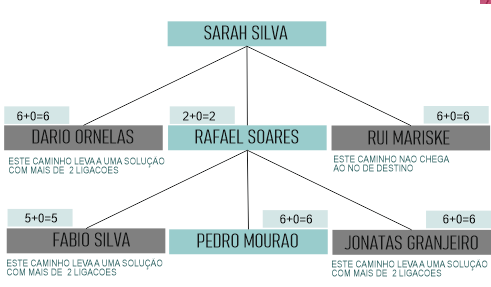 SARAH SILVA
6+0=6
2+0=2
6+0=6
DARIO ORNELAS
RAFAEL SOARES
RUI MARISKE
ESTE CAMINHO LEVA A UMA SOLUÇAO
COM MAIS DE 2 LIGACOES
ESTE CAMINHO NAO CHEGA
AO NO DE DESTINO
5+0=5
6+0=6
6+0=6
FABIO SILVA
PEDRO MOURAO
JONATAS GRANJEIRO
ESTE CAMINHO LEVA A UMA SOLUÇAO
COM MAIS DE 2 LIGACOES
ESTE CAMINHO LEVA A UMA SOLUÇAO
COM MAIS DE 2 LIGACOES